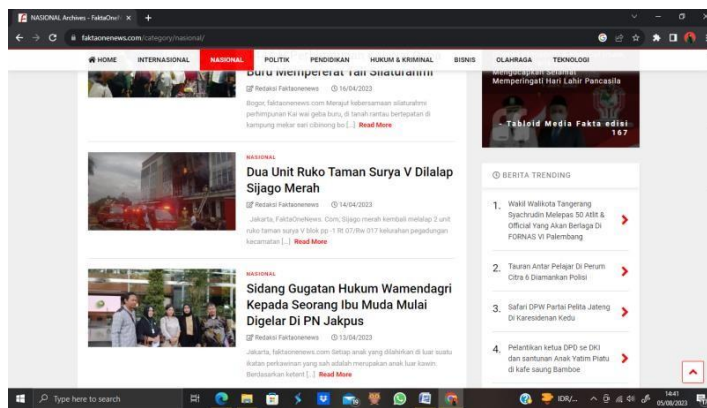 NASIONAL Archives - FaktaOneN
faktaonenews.com/category/nasional/
HOME INTERNASIONAL NASIONAL POLITIK PENDIDIKAN HUKUM & KRIMINAL BISNIS OLAHRAGA TEKNOLOGI
Buru Mempererat Tali Silaturahmi
Redaksi Faktaonenews 16/04/2023
Bogor, faktaonenews.com Merajut kebersamaan silaturahmi
perhimpunan Kai wai geba buru, di tanah rantau bertepatan di
kampung mekar sari cibinong bo [...] Read More
NASIONAL
Dua Unit Ruko Taman Surya V Dilalap
Sijago Merah
Redaksi Faktaonenews 14/04/2023
Jakarta, FaktaOneNews. Com, Sijago merah kembali melalap 2 unit
ruko taman surya V blok pp -1 Rt 07/Rw 017 kelurahan pegadungan
kecamatan [...] Read More
NASIONAL
Sidang Gugatan Hukum Wamendagri
Kepada Seorang Ibu Muda Mulai
Digelar Di PN Jakpus
Redaksi Faktaonenews 13/04/2023
Jakarta, faktaonenews.com Setiap anak yang dilahirkan di luar suatu
ikatan perkawinan yang sah adalah merupakan anak luar kawin.
Berdasarkan ketent [...] Read More
Mengucapkan Selamat
Memperingati Hari Lahir Pancasila
- Tabloid Media Fakta edisi
167
BERITA TRENDING
1. Wakil Walikota Tangerang
Syachrudin Melepas 50 Atlit &
Official Yang Akan Berlaga Di
FORNAS VI Palembang
2. Tauran Antar Pelajar Di Perum
Citra 6 Diamankan Polisi
3. Safari DPW Partai Pelita Jateng
Di Karesidenan Kedu
4. Pelantikan ketua DPD se DKI
dan santunan Anak Yatim Piatu
di kafe saung Bamboe
Type here to search
IDR/...
14:41
05/08/2023